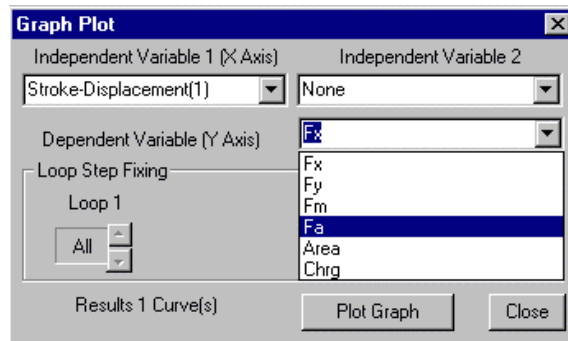 Graph Plot
Independent Variable 1 (X Axis) Independent Variable 2
Stroke-Displacement(1) None
Dependent Variable (Y Axis) Fx
Loop Step Fixing
Fx
Fy
Loop 1
Fm
Fa
All
Area
Chrg
Results 1 Curve(s) Plot Graph Close